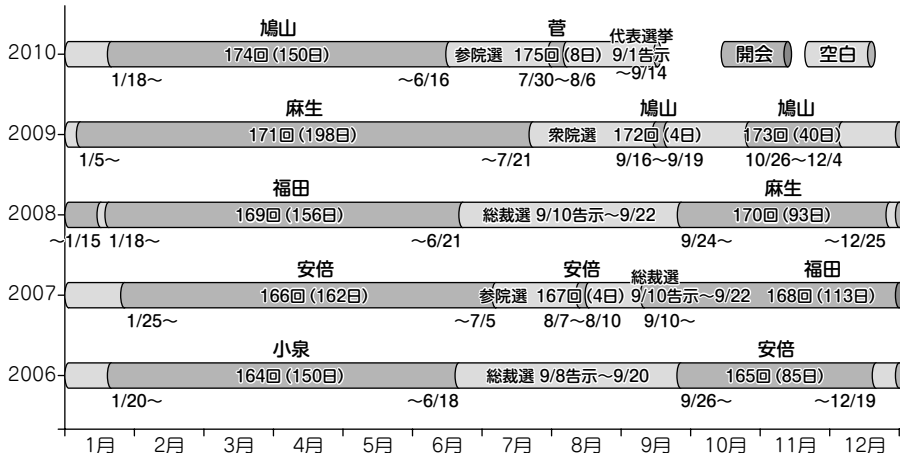 鳩山 菅 代表選挙
2010 174回(150日) 参院選 175回(8日) 9/1告示 開会 空白
1/18～ ～6/16 7/30～8/6 ～9/14
麻生 鳩山 鳩山
2009 171回(198日) 衆院選 172回(4日) 173回(40日)
1/5～ ～7/21 9/16～9/19 10/26～12/4
福田 麻生
2008 169回(156日) 総裁選 9/10告示～9/22 170回(93日)
～1/15 1/18～ ～6/21 9/24～ ～12/25
安倍 安倍 総裁選 福田
2007 166回(162日) 参院選 167回(4日) 9/10告示～9/22 168回(113日)
1/25～ ～7/5 8/7～8/10 9/10～
小泉 安倍
2006 164回(150日) 総裁選 9/8告示～9/20 165回(85日)
1/20～ ～6/18 9/26～ ～12/19
1月 2月 3月 4月 5月 6月 7月 8月 9月 10月 11月 12月